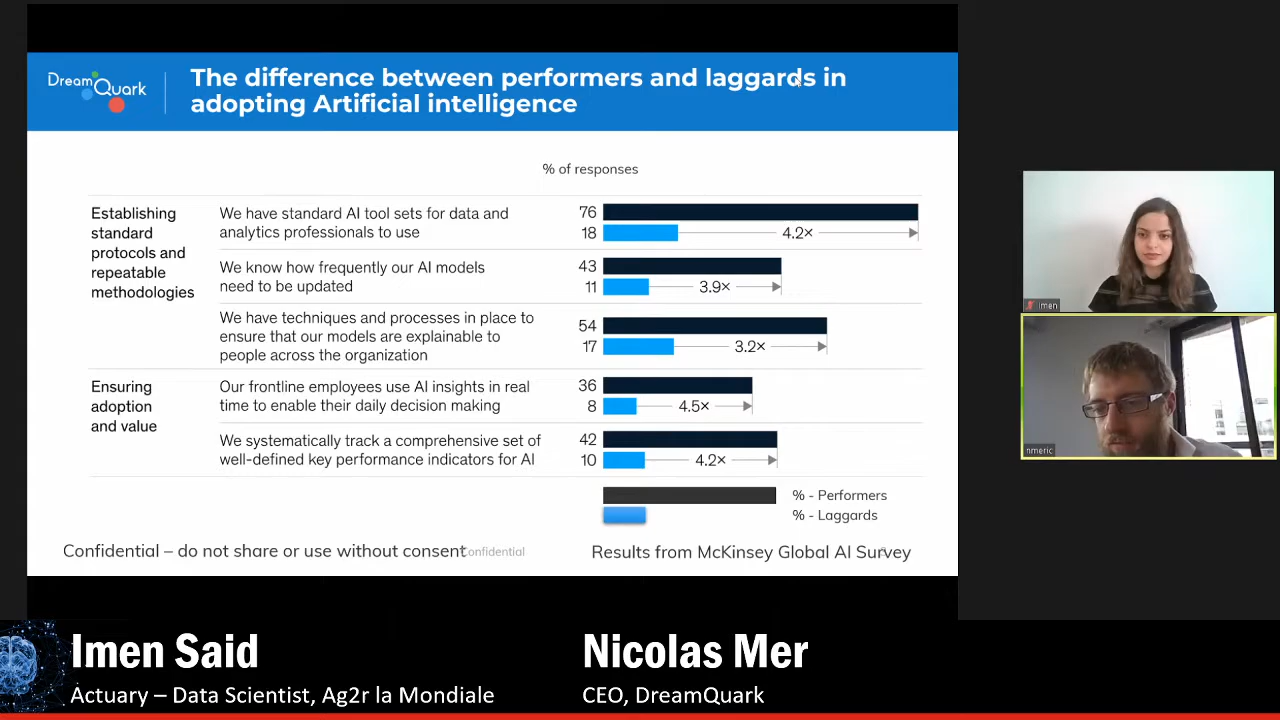 DreamQuark
The difference between performers and laggards in
adopting Artificial intelligence
% of responses
Establishing
standard
protocols and
repeatable
methodologies
We have standard AI tool sets for data and
analytics professionals to use
76
18
4.2×
We know how frequently our AI models
need to be updated
43
11
3.9×
We have techniques and processes in place to
ensure that our models are explainable to
people across the organization
54
17
3.2×
Ensuring
adoption
and value
Our frontline employees use AI insights in real
time to enable their daily decision making
36
8
4.5×
We systematically track a comprehensive set of
well-defined key performance indicators for AI
42
10
4.2×
% - Performers
% - Laggards
Confidential – do not share or use without consent
onfidential
Results from McKinsey Global AI Survey
imen
nmeric
Imen Said
Actuary – Data Scientist, Ag2r la Mondiale
Nicolas Mer
CEO, DreamQuark